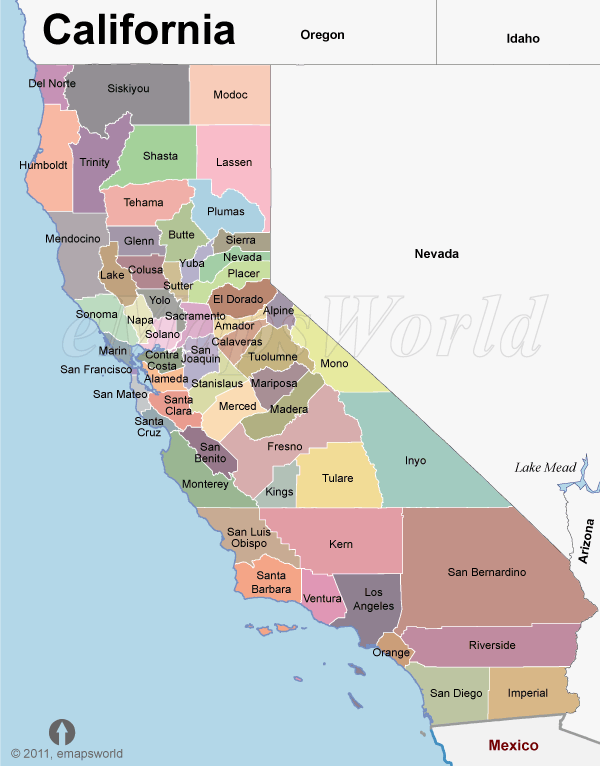 California
Oregon
Idaho
Del Norte
Siskiyou
Modoc
Humboldt
Trinity
Shasta
Lassen
Tehama
Plumas
Mendocino
Glenn
Butte
Sierra
Nevada
Lake
Colusa
Yuba
Nevada
Placer
Sutter
Yolo
El Dorado
Sonoma
Napa
Sacramento
Alpine
eMapsWorld
Solano
Amador
Calaveras
Marin
Contra
Costa
San
Joaquin
Tuolumne
Mono
San Francisco
Alameda
Stanislaus
Mariposa
San Mateo
Santa
Clara
Merced
Madera
Santa
Cruz
San
Benito
Fresno
Inyo
Lake Mead
Monterey
Kings
Tulare
San Luis
Obispo
Kern
Arizona
Santa
Barbara
Ventura
Los
Angeles
San Bernardino
Orange
Riverside
San Diego
Imperial
Mexico
© 2011, emapsworld